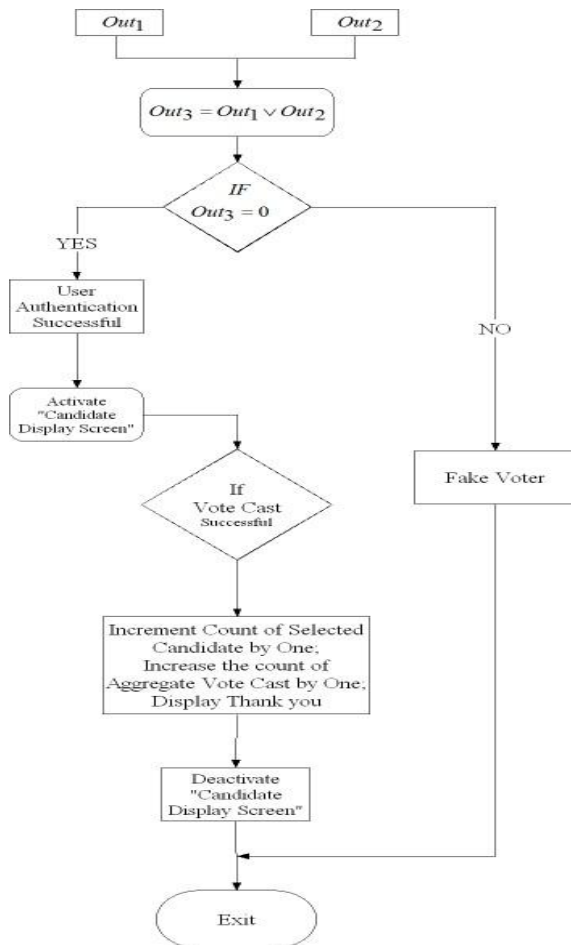 Out1 Out2
Out3 = Out1 ∨ Out2
IF
Out3 = 0
YES
User
Authentication
Successful
NO
Activate
"Candidate
Display Screen"
If
Vote Cast
Successful
Fake Voter
Increment Count of Selected
Candidate by One;
Increase the count of
Aggregate Vote Cast by One;
Display Thank you
Deactivate
"Candidate
Display Screen"
Exit